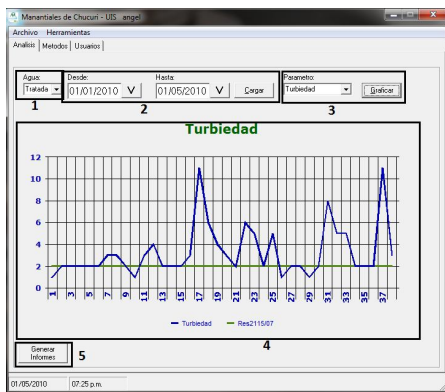 Manantiales de Chucuri - UIS angel
Archivo Herramientas
Analisis Metodos Usuarios
Agua:
Tratada
1
Desde:
01/01/2010 V
Hasta:
01/05/2010 V
Cargar
2
Parametro:
Turbiedad
Graficar
3
Turbiedad
12
10
8
6
4
2
0
1 3 5 7 9 11 13 15 17 19 21 23 25 27 29 31 33 35 37
Turbiedad Res2115/07
4
Generar
Informes
5
01/05/2010 07:25 p.m.